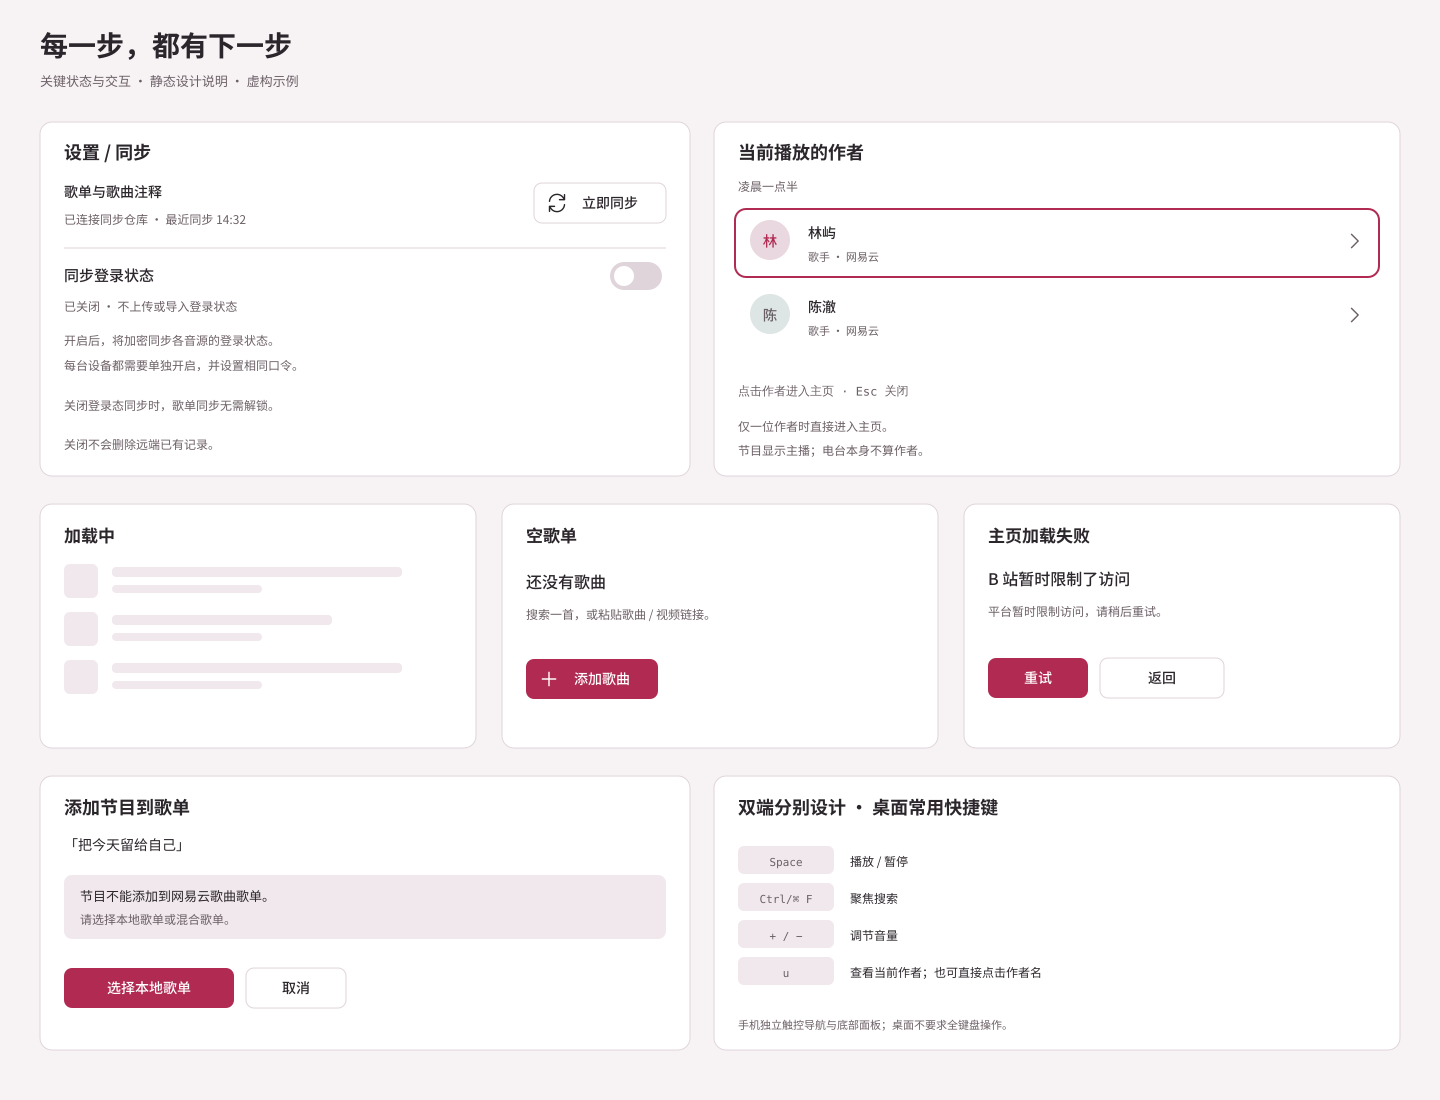 每一步，都有下一步
关键状态与交互 · 静态设计说明 · 虚构示例
设置 / 同步
歌单与歌曲注释
已连接同步仓库 · 最近同步 14:32
立即同步
同步登录状态
已关闭 · 不上传或导入登录状态
开启后，将加密同步各音源的登录状态。
每台设备都需要单独开启，并设置相同口令。
关闭登录态同步时，歌单同步无需解锁。
关闭不会删除远端已有记录。
当前播放的作者
凌晨一点半
林
林屿
歌手 · 网易云
陈
陈澈
歌手 · 网易云
点击作者进入主页 · Esc 关闭
仅一位作者时直接进入主页。
节目显示主播；电台本身不算作者。
加载中
空歌单
还没有歌曲
搜索一首，或粘贴歌曲 / 视频链接。
添加歌曲
主页加载失败
B 站暂时限制了访问
平台暂时限制访问，请稍后重试。
重试
返回
添加节目到歌单
「把今天留给自己」
节目不能添加到网易云歌曲歌单。
请选择本地歌单或混合歌单。
选择本地歌单
取消
双端分别设计 · 桌面常用快捷键
Space 播放 / 暂停
Ctrl/⌘ F 聚焦搜索
+ / − 调节音量
u 查看当前作者；也可直接点击作者名
手机独立触控导航与底部面板；桌面不要求全键盘操作。